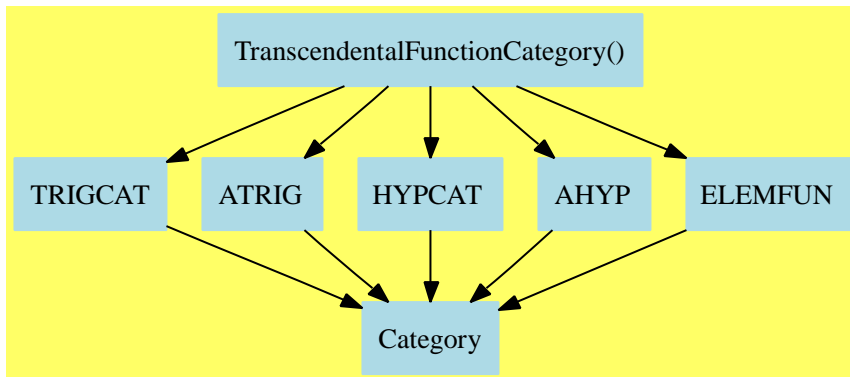 TranscendentalFunctionCategory()
TRIGCAT
ATRIG
HYPCAT
AHYP
ELEMFUN
Category